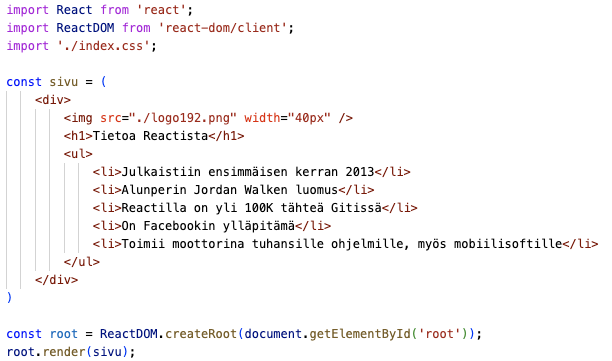 import React from 'react';
import ReactDOM from 'react-dom/client';
import './index.css';

const sivu = (
    <div>
        <img src="./logo192.png" width="40px" />
        <h1>Tietoa Reactista</h1>
        <ul>
            <li>Julkaistiin ensimmäisen kerran 2013</li>
            <li>Alunperin Jordan Walken luomus</li>
            <li>Reactilla on yli 100K tähteä Gitissä</li>
            <li>On Facebookin ylläpitämä</li>
            <li>Toimii moottorina tuhansille ohjelmille, myös mobiilisoftille</li>
        </ul>
    </div>
)

const root = ReactDOM.createRoot(document.getElementById('root'));
root.render(sivu);